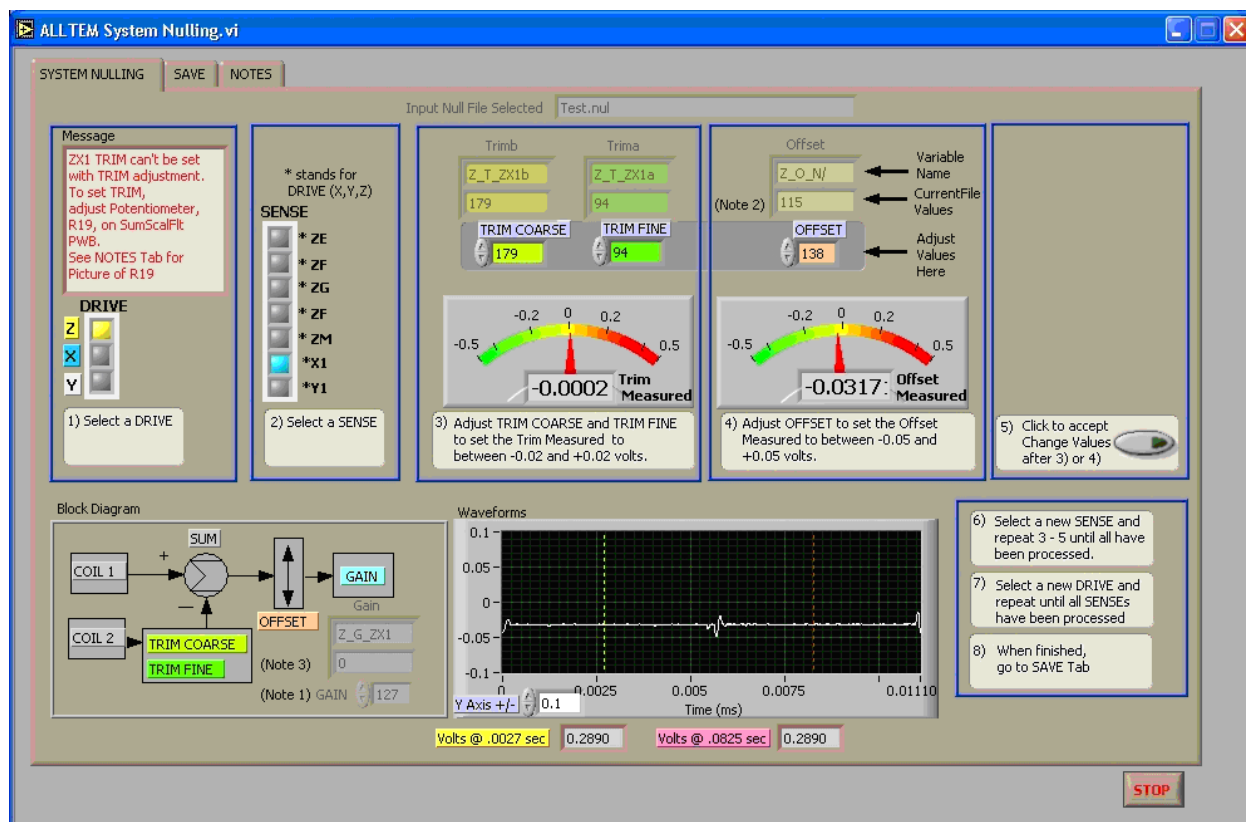 ALLTEM System Nulling.vi
SYSTEM NULLING
SAVE
NOTES
Input Null File Selected
Test.nul
Message
ZX1 TRIM can't be set
with TRIM adjustment.
To set TRIM,
adjust Potentiometer,
R19, on SumScalFlt
PWB.
See NOTES Tab for
Picture of R19
DRIVE
Z
X
Y
1) Select a DRIVE
* stands for
DRIVE (X,Y,Z)
SENSE
* ZE
* ZF
* ZG
* ZF
* ZM
*X1
*Y1
2) Select a SENSE
Trimb
Trima
Z_T_ZX1b
Z_T_ZX1a
179
94
TRIM COARSE
TRIM FINE
179
94
-0.5
-0.2
0
0.2
0.5
-0.0002
Trim
Measured
3) Adjust TRIM COARSE and TRIM FINE
to set the Trim Measured to
between -0.02 and +0.02 volts.
Offset
Z_O_N/
(Note 2)
115
OFFSET
138
Variable
Name
CurrentFile
Values
Adjust
Values
Here
-0.5
-0.2
0
0.2
0.5
-0.0317:
Offset
Measured
4) Adjust OFFSET to set the Offset
Measured to between -0.05 and
+0.05 volts.
5) Click to accept
Change Values
after 3) or 4)
Block Diagram
COIL 1
+
SUM
−
COIL 2
TRIM COARSE
TRIM FINE
OFFSET
GAIN
Gain
Z_G_ZX1
(Note 3)
0
(Note 1) GAIN
127
Waveforms
0.1
0.05
0
-0.05
-0.1
0
0.0025
0.005
0.0075
0.01110
Y Axis +/-
0.1
Time (ms)
Volts @ .0027 sec
0.2890
Volts @ .0825 sec
0.2890
6) Select a new SENSE and
repeat 3 - 5 until all have
been processed.
7) Select a new DRIVE and
repeat until all SENSEs
have been processed
8) When finished,
go to SAVE Tab
STOP